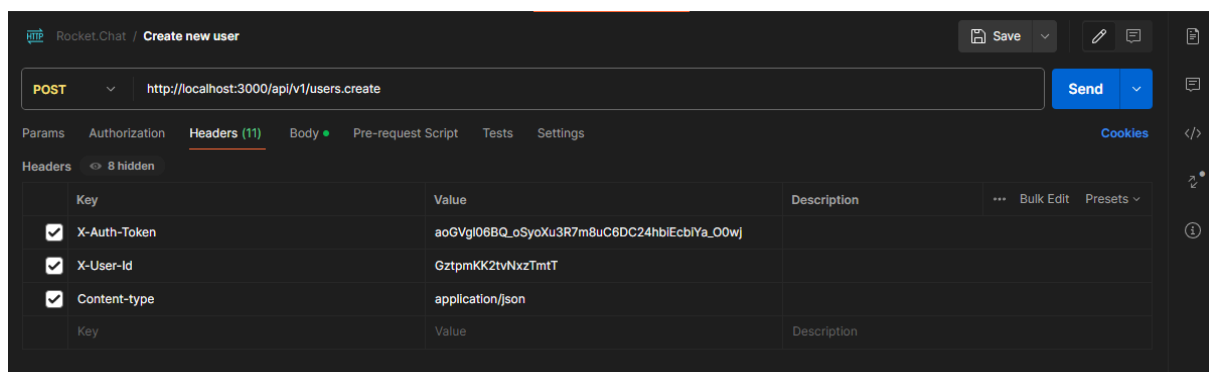 HTTP Rocket.Chat / Create new user Save
POST http://localhost:3000/api/v1/users.create Send
Params Authorization Headers (11) Body Pre-request Script Tests Settings Cookies
Headers 8 hidden
Key Value Description Bulk Edit Presets
X-Auth-Token aoGVgl06BQ_oSyoXu3R7m8uC6DC24hbiEcbiYa_O0wj
X-User-Id GztpmKK2tvNxzTmtT
Content-type application/json
Key Value Description